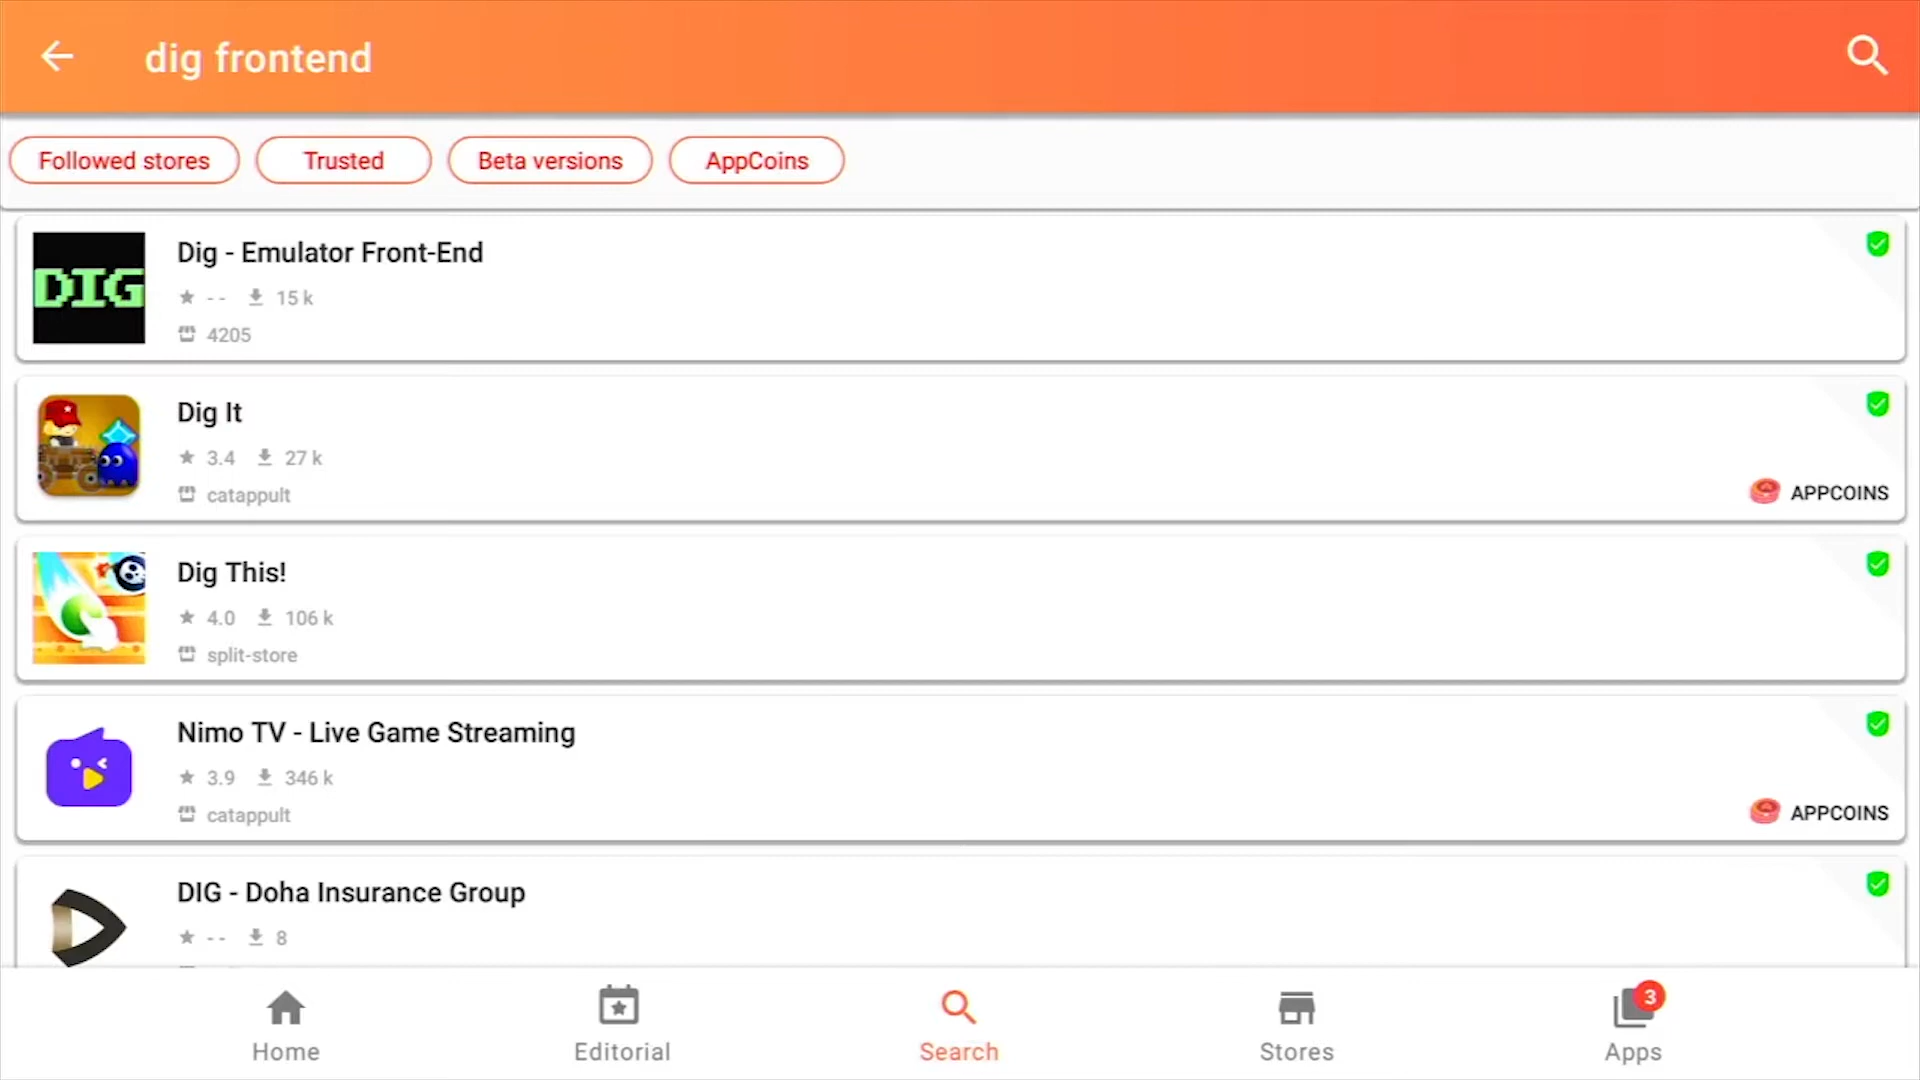 dig frontend
Followed stores
Trusted
Beta versions
AppCoins
DIG
Dig - Emulator Front-End
-- 15 k
4205
Dig It
3.4 27 k
catappult
APPCOINS
Dig This!
4.0 106 k
split-store
Nimo TV - Live Game Streaming
3.9 346 k
catappult
APPCOINS
DIG - Doha Insurance Group
-- 8
3
Home
Editorial
Search
Stores
Apps